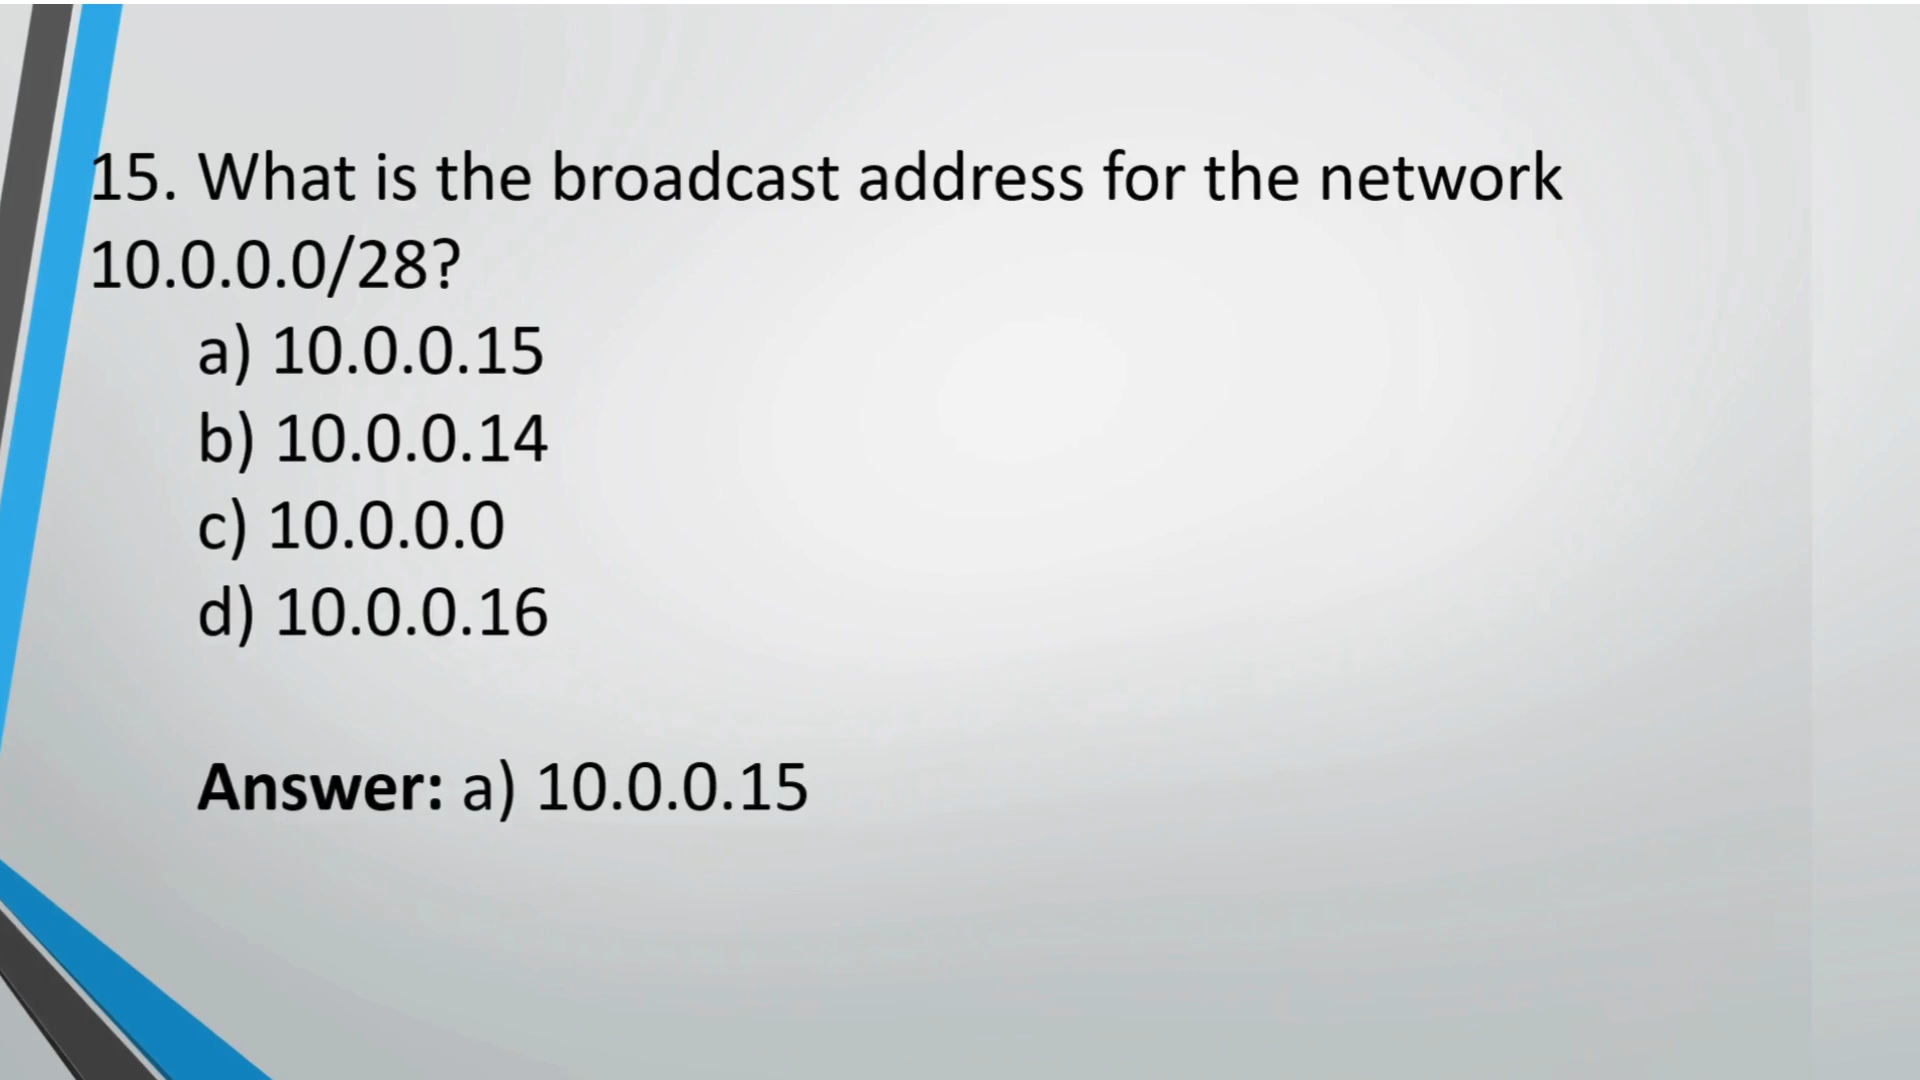 15. What is the broadcast address for the network
10.0.0.0/28?
a) 10.0.0.15
b) 10.0.0.14
c) 10.0.0.0
d) 10.0.0.16
Answer: a) 10.0.0.15